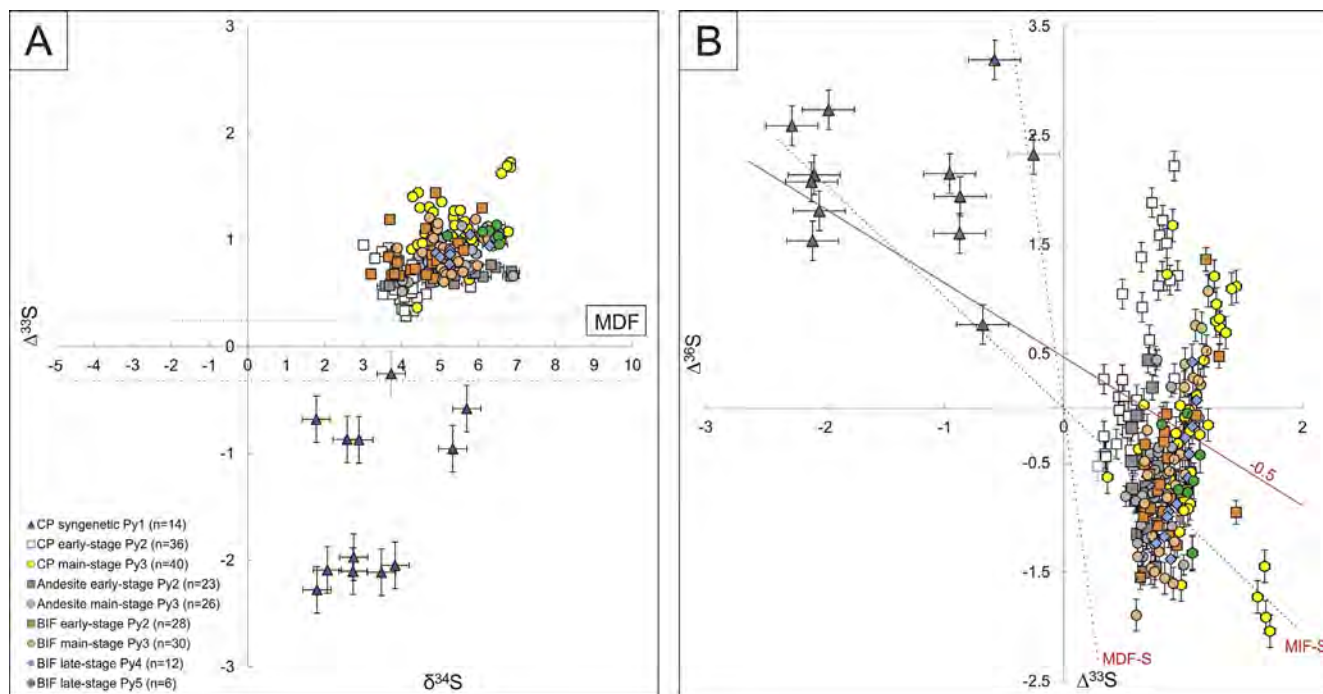 A
3
2
1
0
-5 -4 -3 -2 -1 0 1 2 3 4 5 6 7 8 9 10
-1
-2
-3
Δ³³S
MDF
δ³⁴S
▲ CP syngenetic Py1 (n=14)
CP early-stage Py2 (n=36)
CP main-stage Py3 (n=40)
Andesite early-stage Py2 (n=23)
Andesite main-stage Py3 (n=26)
BIF early-stage Py2 (n=28)
BIF main-stage Py3 (n=30)
BIF late-stage Py4 (n=12)
BIF late-stage Py5 (n=6)
B
3.5
2.5
1.5
0.5
-3 -2 -1 2
-0.5
-1.5
-2.5
Δ³⁶S
-0.5
MDF-S
Δ³³S
MIF-S